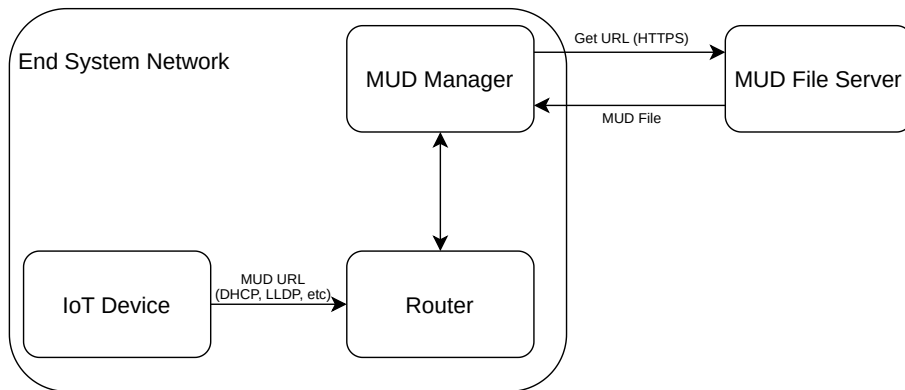 Get URL (HTTPS)
End System Network
MUD Manager
MUD File Server
MUD File
MUD URL
(DHCP, LLDP, etc)
IoT Device
Router